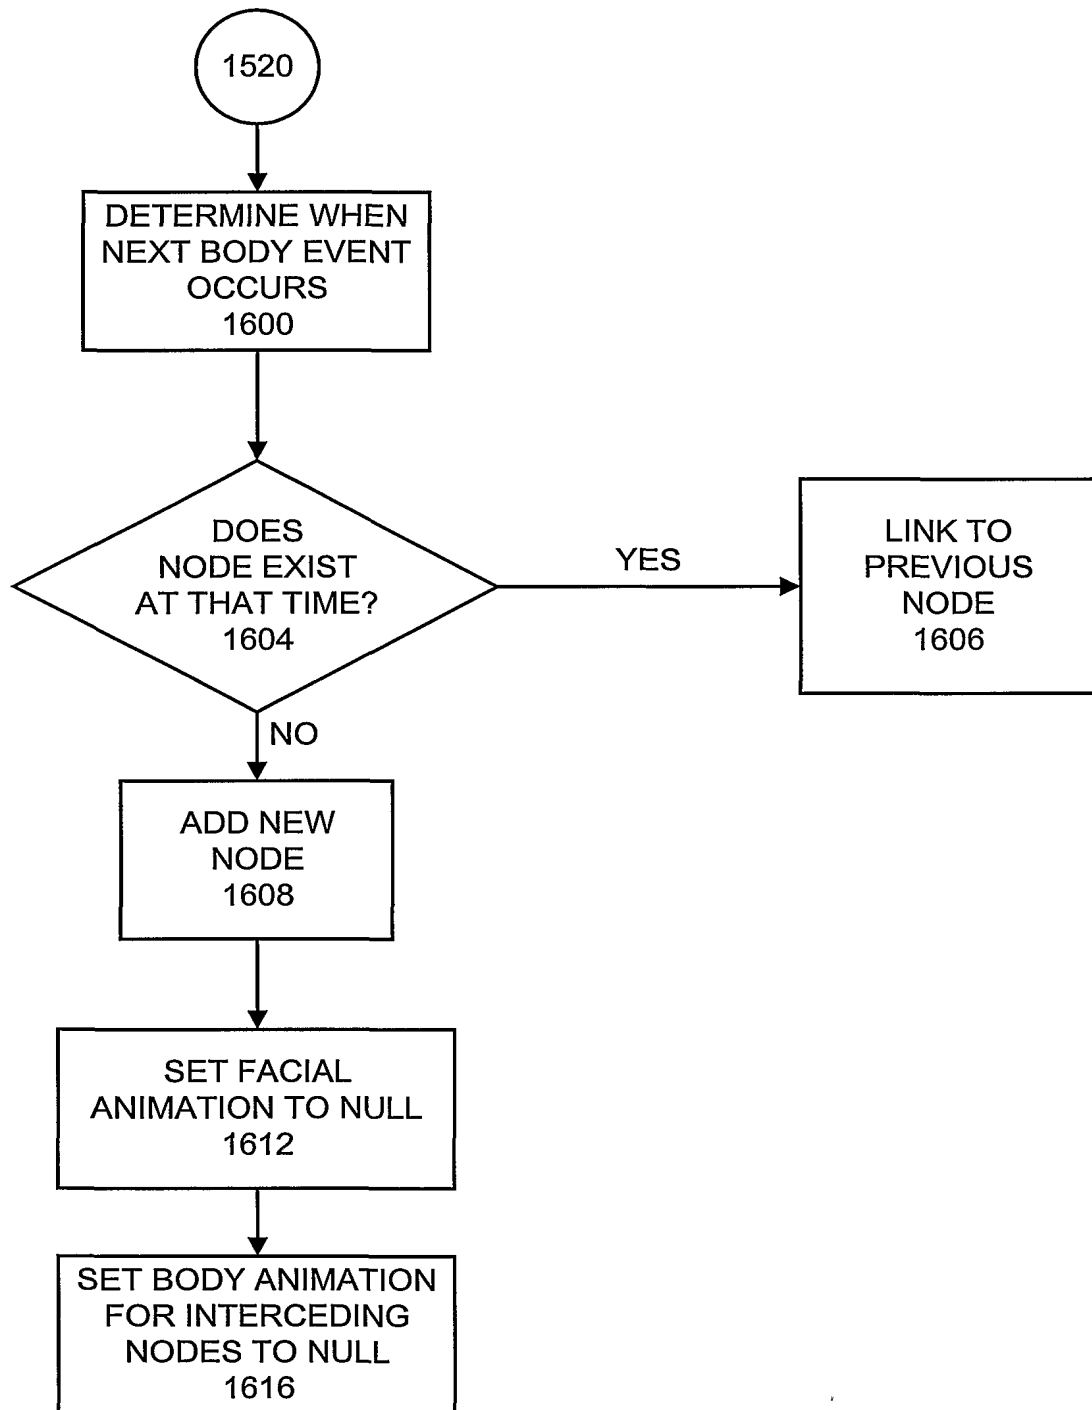 1520
DETERMINE WHEN
NEXT BODY EVENT
OCCURS
1600
DOES
NODE EXIST
AT THAT TIME?
1604
YES
LINK TO
PREVIOUS
NODE
1606
NO
ADD NEW
NODE
1608
SET FACIAL
ANIMATION TO NULL
1612
SET BODY ANIMATION
FOR INTERCEDING
NODES TO NULL
1616